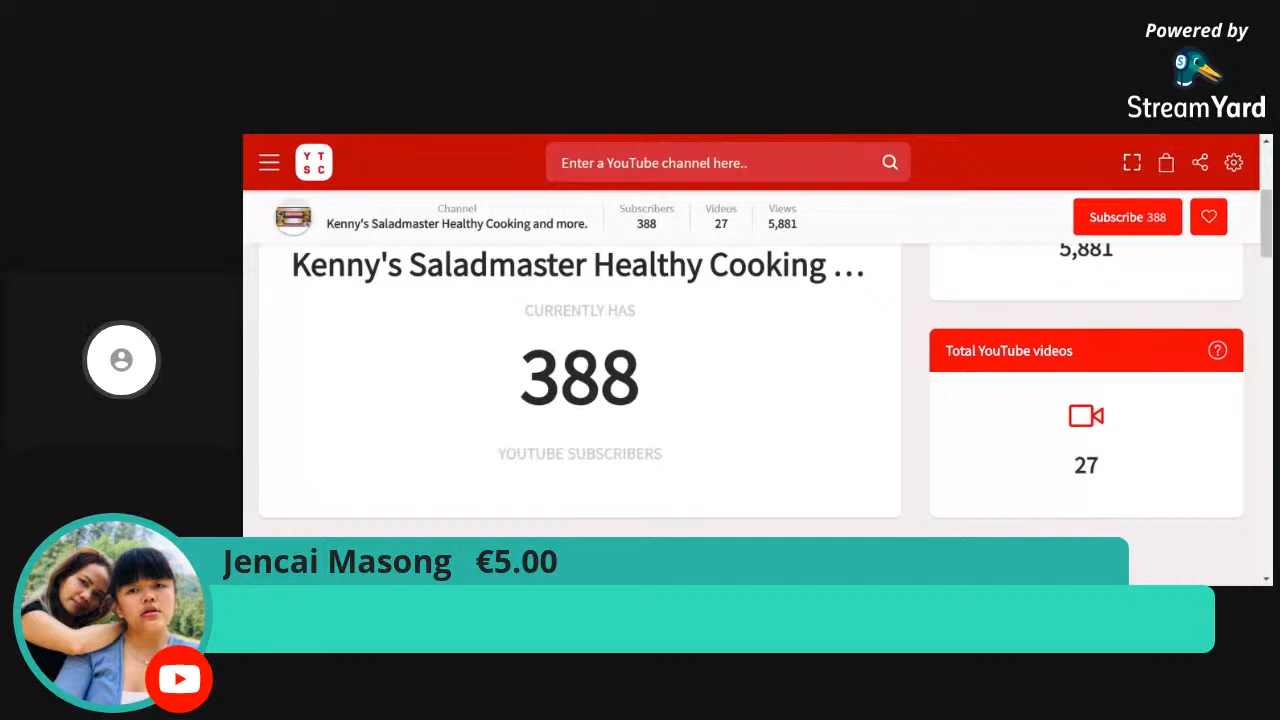 Powered by
StreamYard
Y T
S C
Enter a YouTube channel here..
Channel
Kenny's Saladmaster Healthy Cooking and more.
Subscribers
388
Videos
27
Views
5,881
Subscribe 388
Kenny's Saladmaster Healthy Cooking ...
CURRENTLY HAS
388
YOUTUBE SUBSCRIBERS
5,881
Total YouTube videos
?
27
Jencai Masong €5.00